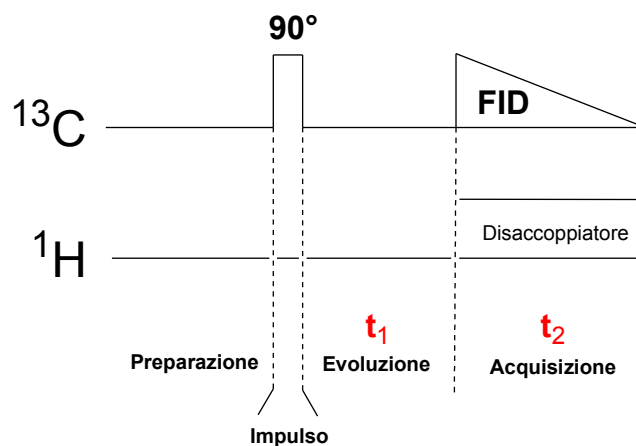 90°
13C
FID
Disaccoppiatore
1H
t1
t2
Preparazione
Evoluzione
Acquisizione
Impulso